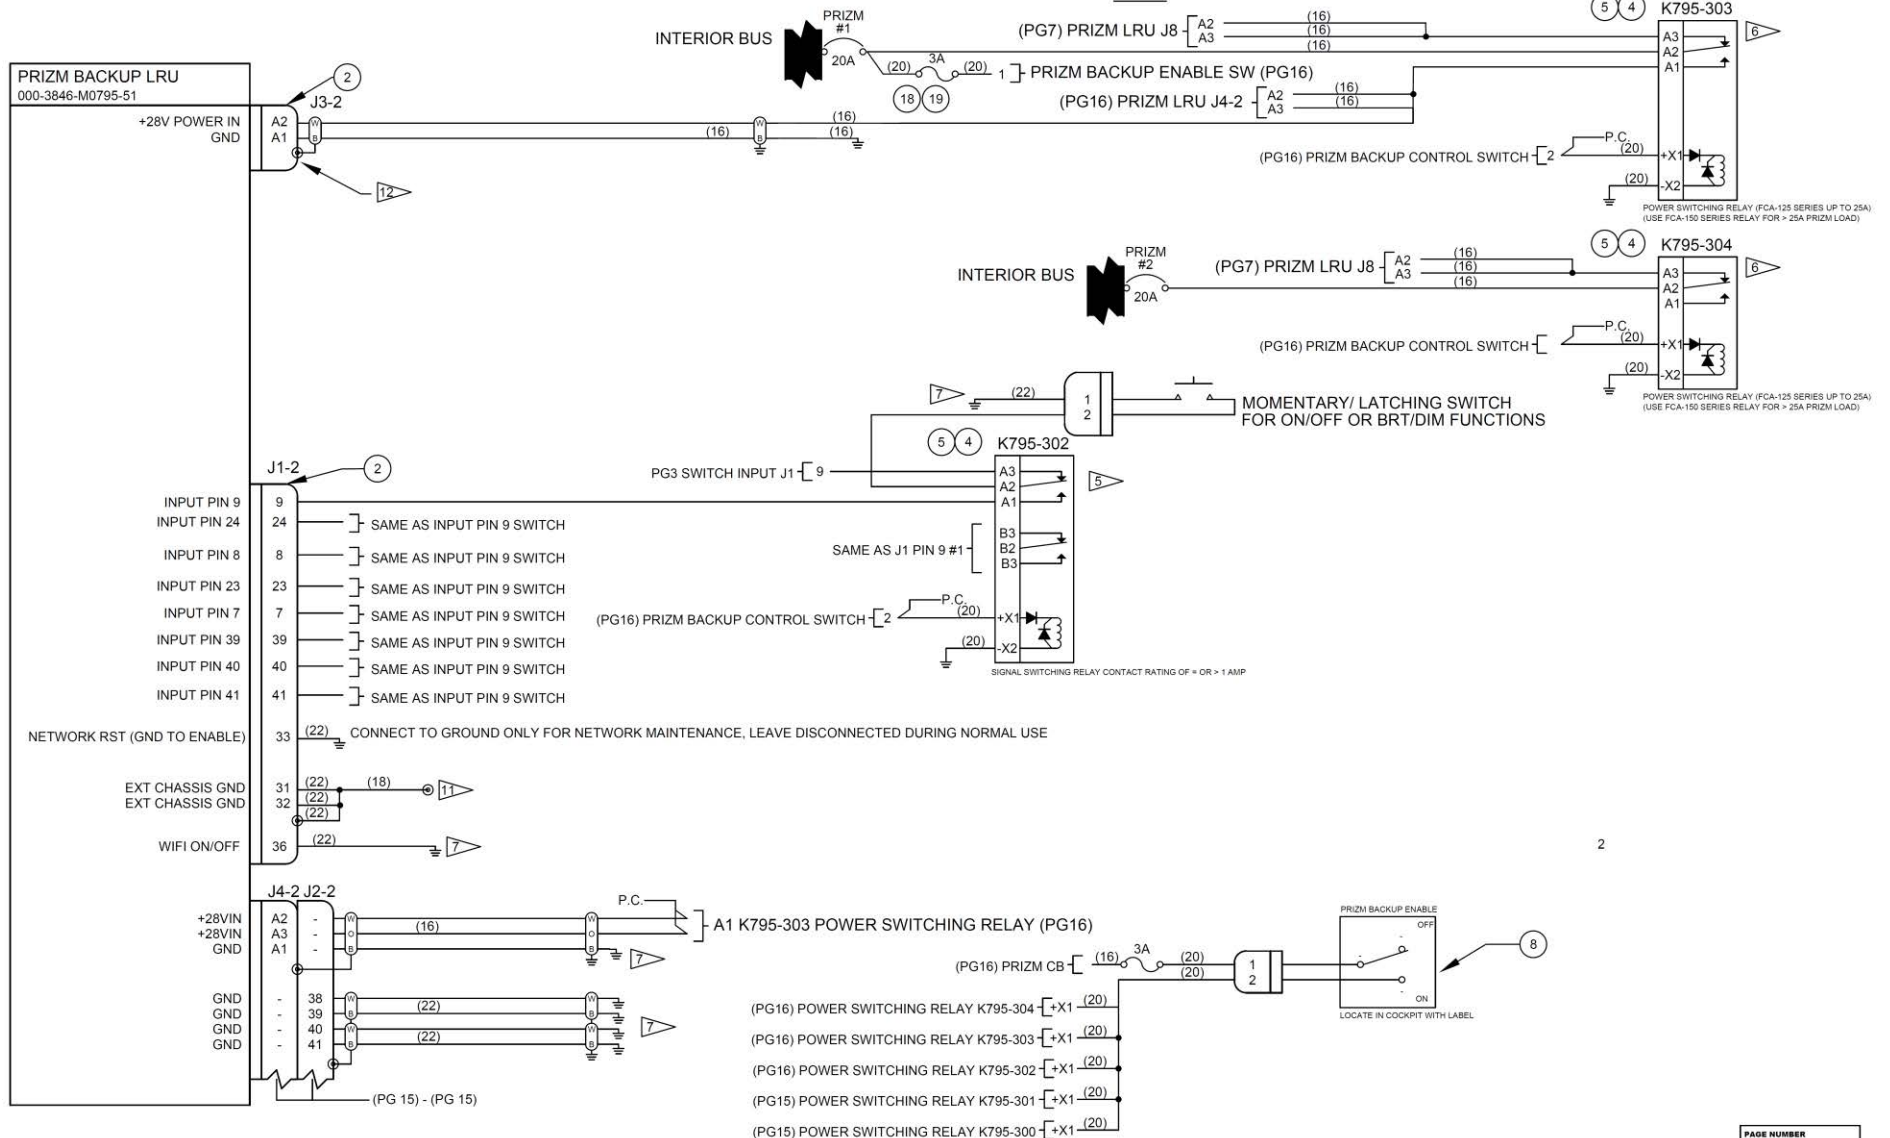 PRIZM BACKUP LRU
000-3846-M0795-51
2
J3-2
+28V POWER IN A2 W (16)
GND A1 B (16) B (16)
12
INTERIOR BUS
PRIZM
#1
20A
(20) 3A (20) 1 PRIZM BACKUP ENABLE SW (PG16)
18 19
(PG7) PRIZM LRU J8 A2 (16)
A3 (16)
(16)
(PG16) PRIZM LRU J4-2 A2 (16)
A3 (16)
5 4 K795-303
6
A3
A2
A1
(PG16) PRIZM BACKUP CONTROL SWITCH 2 P.C. (20) +X1
(20) -X2
POWER SWITCHING RELAY (FCA-125 SERIES UP TO 25A)
(USE FCA-150 SERIES RELAY FOR > 25A PRIZM LOAD)
INTERIOR BUS
PRIZM
#2
20A
(PG7) PRIZM LRU J8 A2 (16)
A3 (16)
(16)
5 4 K795-304
6
A3
A2
A1
(PG16) PRIZM BACKUP CONTROL SWITCH P.C. (20) +X1
(20) -X2
POWER SWITCHING RELAY (FCA-125 SERIES UP TO 25A)
(USE FCA-150 SERIES RELAY FOR > 25A PRIZM LOAD)
7 (22) 1
2
MOMENTARY/ LATCHING SWITCH
FOR ON/OFF OR BRT/DIM FUNCTIONS
5 4 K795-302
PG3 SWITCH INPUT J1 9 A3
A2
A1
5
SAME AS J1 PIN 9 #1 B3
B2
B3
(PG16) PRIZM BACKUP CONTROL SWITCH 2 P.C. (20) +X1
(20) -X2
SIGNAL SWITCHING RELAY CONTACT RATING OF = OR > 1 AMP
J1-2 2
INPUT PIN 9 9
INPUT PIN 24 24 SAME AS INPUT PIN 9 SWITCH
INPUT PIN 8 8 SAME AS INPUT PIN 9 SWITCH
INPUT PIN 23 23 SAME AS INPUT PIN 9 SWITCH
INPUT PIN 7 7 SAME AS INPUT PIN 9 SWITCH
INPUT PIN 39 39 SAME AS INPUT PIN 9 SWITCH
INPUT PIN 40 40 SAME AS INPUT PIN 9 SWITCH
INPUT PIN 41 41 SAME AS INPUT PIN 9 SWITCH
NETWORK RST (GND TO ENABLE) 33 (22) CONNECT TO GROUND ONLY FOR NETWORK MAINTENANCE, LEAVE DISCONNECTED DURING NORMAL USE
EXT CHASSIS GND 31 (22) (18) 11
EXT CHASSIS GND 32 (22)
(22)
WIFI ON/OFF 36 (22) 7
2
J4-2 J2-2
+28VIN A2 - W W
+28VIN A3 - O (16) O
GND A1 - B B 7
P.C. A1 K795-303 POWER SWITCHING RELAY (PG16)
GND - 38 W W
GND - 39 B (22) B
GND - 40 W W 7
GND - 41 B (22) B
(PG 15) - (PG 15)
(PG16) PRIZM CB (16) 3A (20) 1
(20) 2
PRIZM BACKUP ENABLE
OFF
ON
LOCATE IN COCKPIT WITH LABEL
8
(PG16) POWER SWITCHING RELAY K795-304 +X1 (20)
(PG16) POWER SWITCHING RELAY K795-303 +X1 (20)
(PG16) POWER SWITCHING RELAY K795-302 +X1 (20)
(PG15) POWER SWITCHING RELAY K795-301 +X1 (20)
(PG15) POWER SWITCHING RELAY K795-300 +X1 (20)
PAGE NUMBER